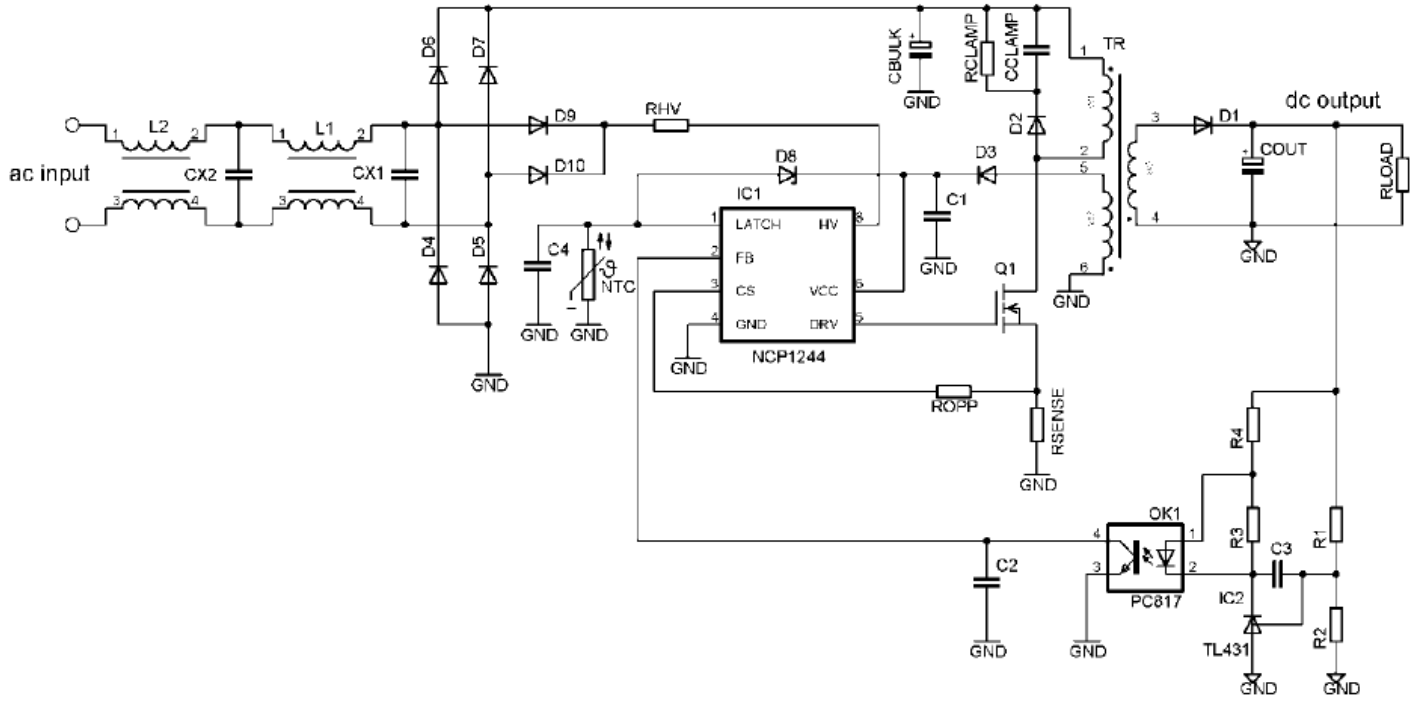 D6
D7
CBULK
+
GND
RCLAMP
CCLAMP
1
TR
L2
1
2
L1
1
2
D9
RHV
D2
2
3
D1
dc output
ac input
CX2
CX1
D10
D8
D3
5
+
COUT
RLOAD
3
4
3
4
IC1
1
LATCH
HV
8
C1
4
GND
D4
D5
C4
NTC
2
FB
GND
6
GND
3
CS
VCC
6
Q1
GND
GND
4
GND
DRV
5
GND
NCP1244
GND
ROPP
RSENSE
R4
GND
OK1
4
1
R3
C3
R1
C2
3
2
PC817
IC2
R2
TL431
GND
GND
GND
GND